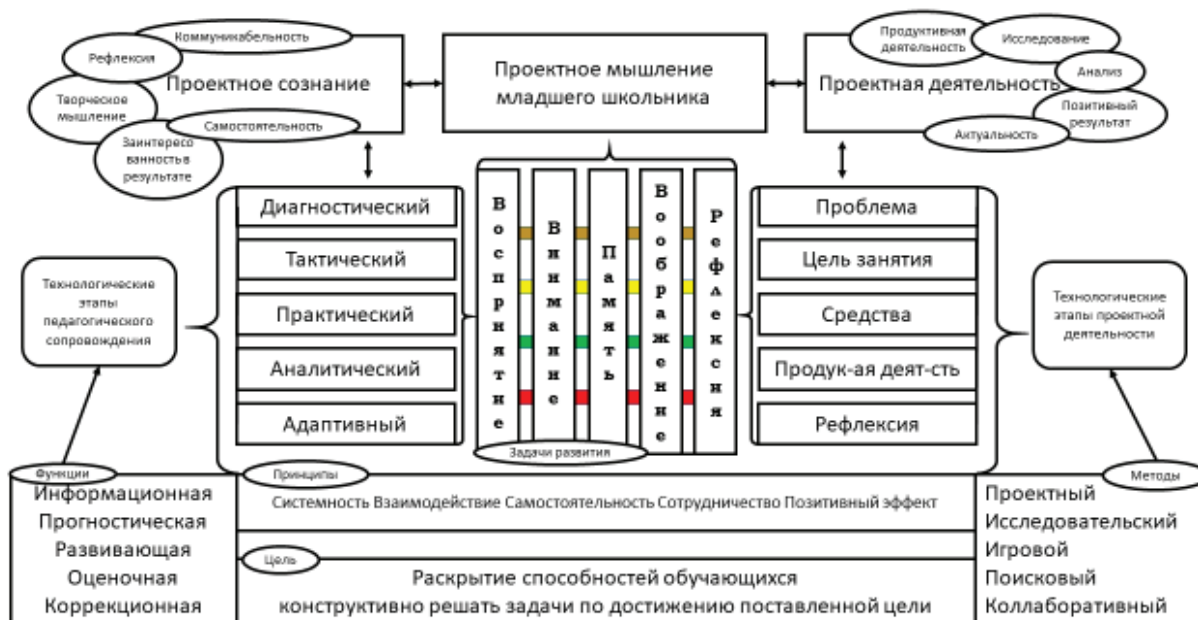 Коммуникабельность
Рефлексия
Проектное сознание
Творческое
мышление
Самостоятельность
Заинтересо
ванность в
результате
Проектное мышление
младшего школьника
Продуктивная
деятельность
Исследование
Анализ
Проектная деятельность
Позитивный
результат
Актуальность
Технологические
этапы
педагогического
сопровождения
Диагностический
Тактический
Практический
Аналитический
Адаптивный
Восприятие
Внимание
Память
Воображение
Рефлексия
Задачи развития
Проблема
Цель занятия
Средства
Продук-ая деят-сть
Рефлексия
Технологические
этапы проектной
деятельности
Функции
Информационная
Прогностическая
Развивающая
Оценочная
Коррекционная
Принципы
Системность Взаимодействие Самостоятельность Сотрудничество Позитивный эффект
Цель
Раскрытие способностей обучающихся
конструктивно решать задачи по достижению поставленной цели
Методы
Проектный
Исследовательский
Игровой
Поисковый
Коллаборативный